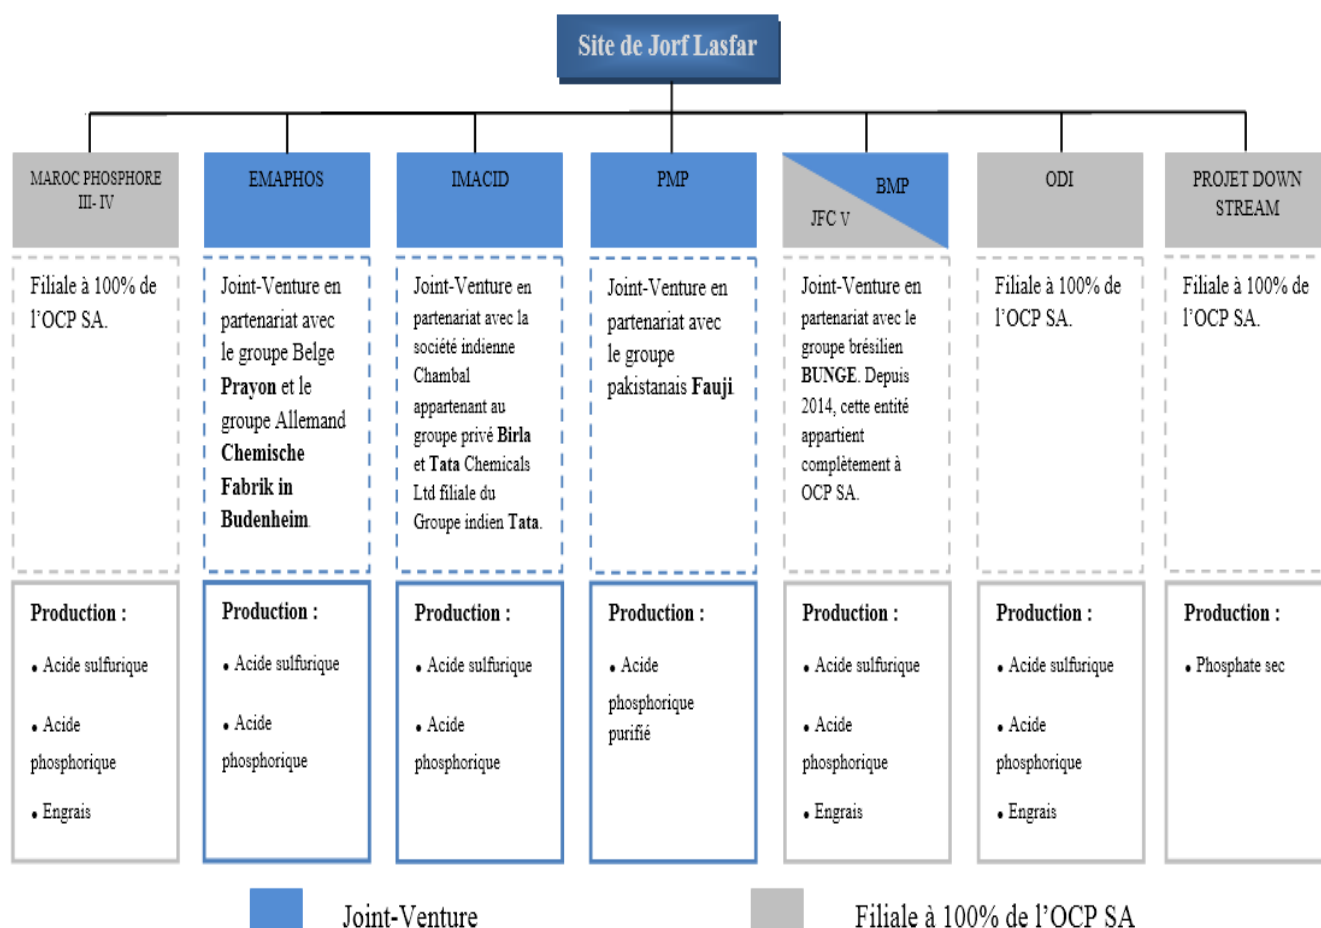 Site de Jorf Lasfar
MAROC PHOSPHORE
III- IV
EMAPHOS
IMACID
PMP
BMP
JFC V
ODI
PROJET DOWN
STREAM
Filiale à 100% de
l’OCP SA.
Joint-Venture en
partenariat avec
le groupe Belge
Prayon et le
groupe Allemand
Chemische
Fabrik in
Budenheim.
Joint-Venture en
partenariat avec la
société indienne
Chambal
appartenant au
groupe privé Birla
et Tata Chemicals
Ltd filiale du
Groupe indien Tata.
Joint-Venture en
partenariat avec
le groupe
pakistanais Fauji
Joint-Venture en
partenariat avec le
groupe brésilien
BUNGE. Depuis
2014, cette entité
appartient
complètement à
OCP SA.
Filiale à 100% de
l’OCP SA.
Filiale à 100% de
l’OCP SA.
Production :
• Acide sulfurique
• Acide
phosphorique
• Engrais
Production :
• Acide sulfurique
• Acide
phosphorique
Production :
• Acide sulfurique
• Acide
phosphorique
Production :
• Acide
phosphorique
purifié
Production :
• Acide sulfurique
• Acide
phosphorique
• Engrais
Production :
• Acide sulfurique
• Acide
phosphorique
• Engrais
Production :
• Phosphate sec
Joint-Venture
Filiale à 100% de l’OCP SA